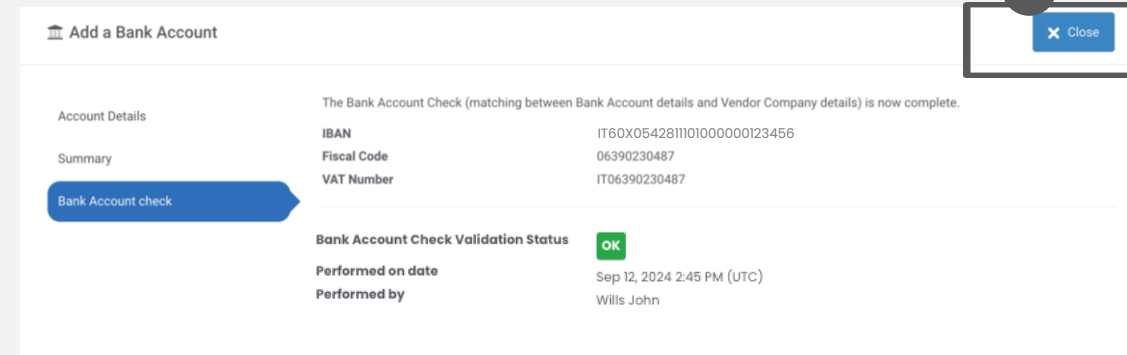 Add a Bank Account
Close
Account Details
Summary
Bank Account check
The Bank Account Check (matching between Bank Account details and Vendor Company details) is now complete.
IBAN IT60X0542811101000000123456
Fiscal Code 06390230487
VAT Number IT06390230487
Bank Account Check Validation Status OK
Performed on date Sep 12, 2024 2:45 PM (UTC)
Performed by Wills John